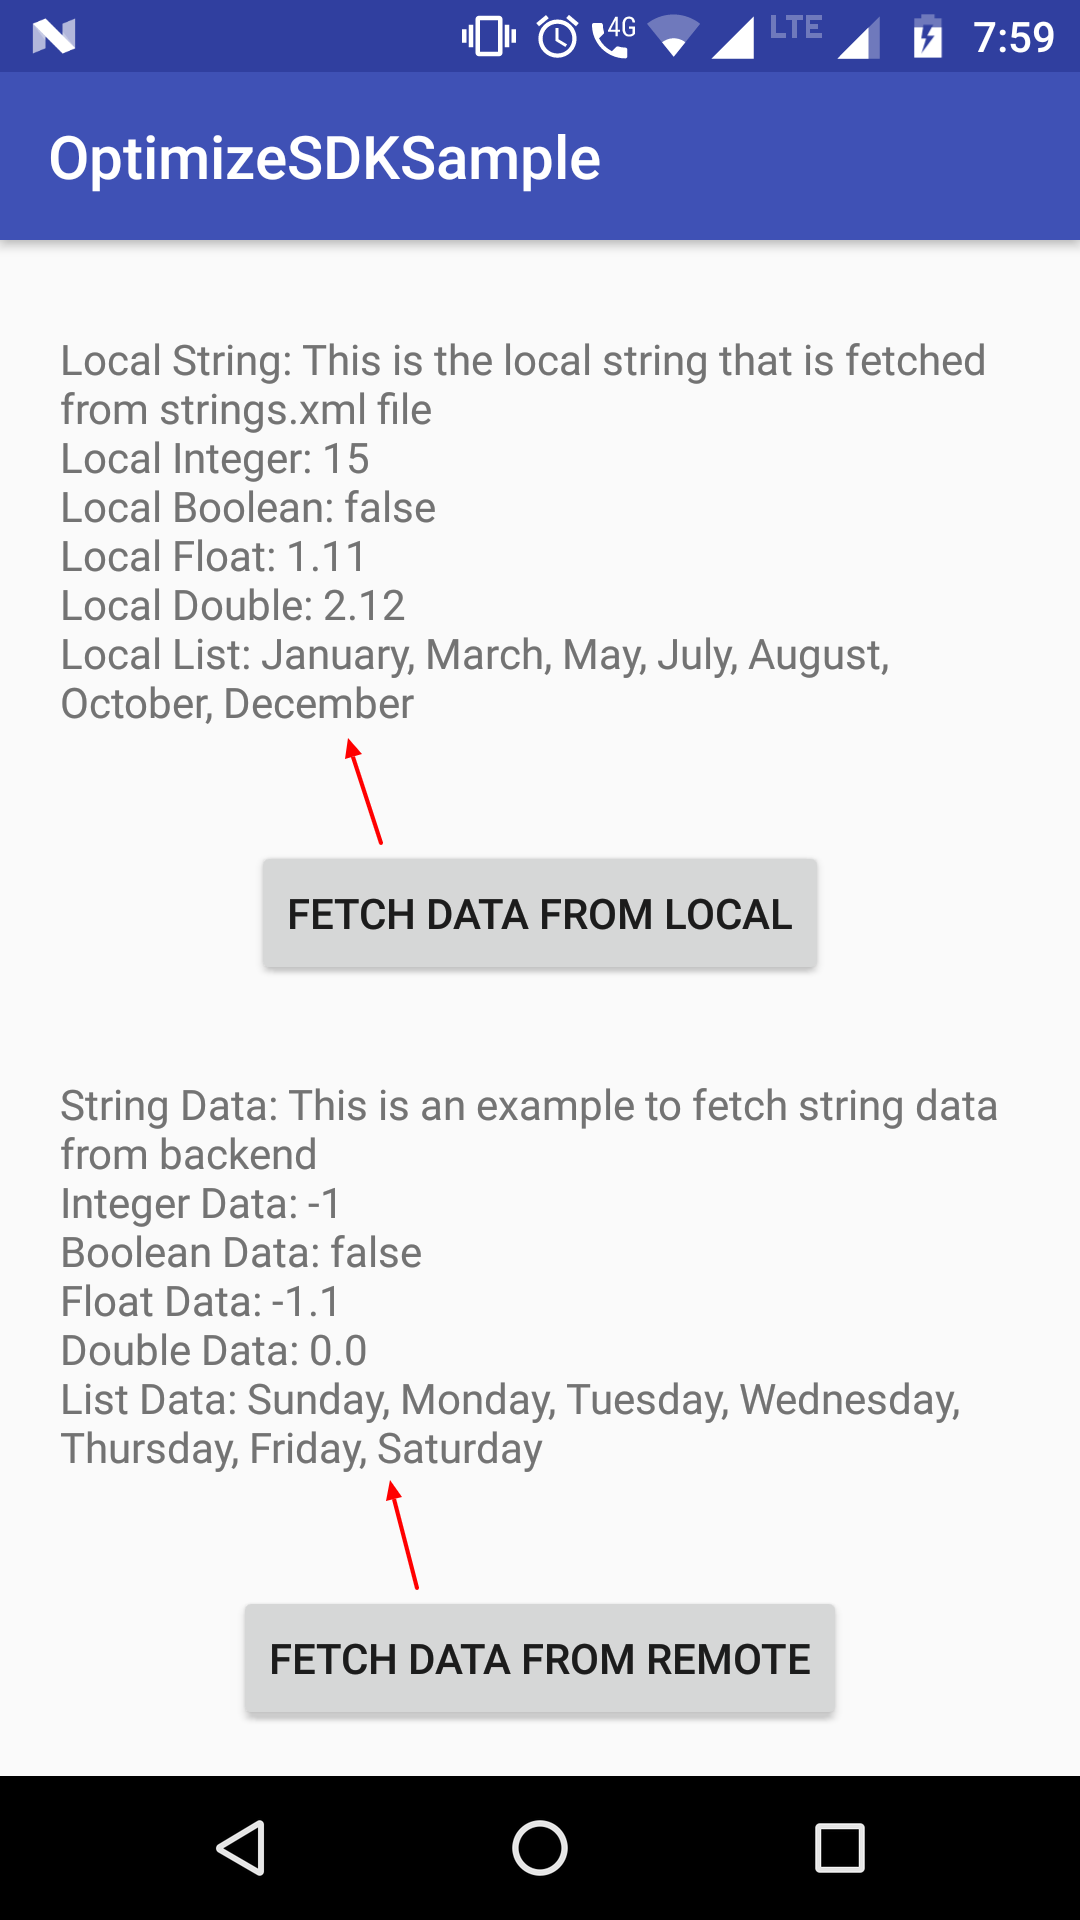 4G
LTE
7:59
OptimizeSDKSample
Local String: This is the local string that is fetched
from strings.xml file
Local Integer: 15
Local Boolean: false
Local Float: 1.11
Local Double: 2.12
Local List: January, March, May, July, August,
October, December
FETCH DATA FROM LOCAL
String Data: This is an example to fetch string data
from backend
Integer Data: -1
Boolean Data: false
Float Data: -1.1
Double Data: 0.0
List Data: Sunday, Monday, Tuesday, Wednesday,
Thursday, Friday, Saturday
FETCH DATA FROM REMOTE